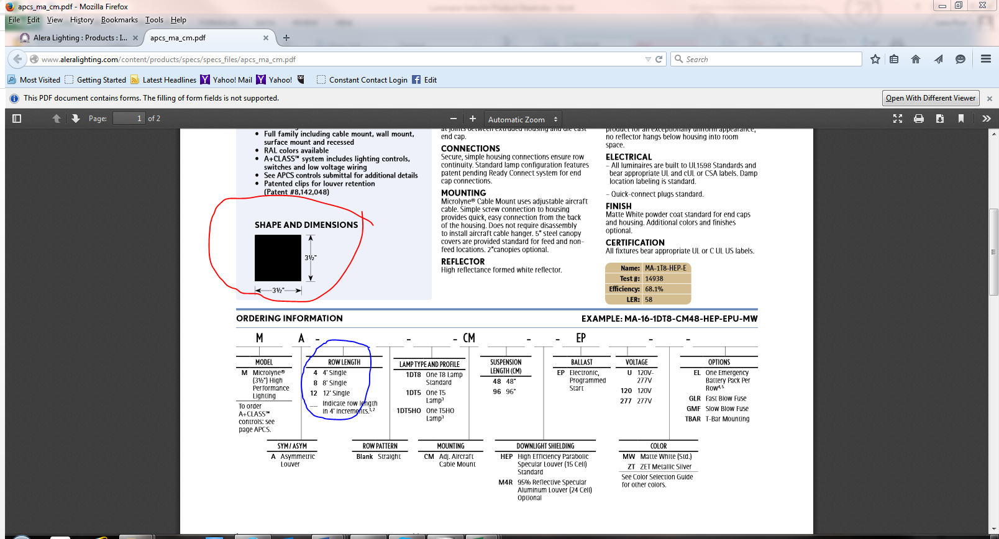 apcs_ma_cm.pdf - Mozilla Firefox
File Edit View History Bookmarks Tools Help
Alera Lighting : Products : I...
apcs_ma_cm.pdf
www.aleralighting.com/content/products/specs/specs_files/apcs_ma_cm.pdf
Search
Most Visited Getting Started Latest Headlines Yahoo! Mail Yahoo! Constant Contact Login Edit
This PDF document contains forms. The filling of form fields is not supported.
Open With Different Viewer
Page: 1 of 2
Automatic Zoom
• Full family including cable mount, wall mount,
surface mount and recessed
• RAL colors available
• A+CLASS™ system includes lighting controls,
switches and low voltage wiring
• See APCS controls submittal for additional details
• Patented clips for louver retention
(Patent #8,142,048)
SHAPE AND DIMENSIONS
3½"
3½"
at joints between extruded housing and die cast
end cap.
CONNECTIONS
Secure, simple housing connections ensure row
continuity. Standard lamp configuration features
patent pending Ready Connect system for end
cap connections.
MOUNTING
Microlyne® Cable Mount uses adjustable aircraft
cable. Simple screw connection to housing
provides quick, easy connection from the back
of the housing. Does not require disassembly
to install aircraft cable hanger. 5" steel canopy
covers are provided standard for feed and non-
feed locations. 2"canopies optional.
REFLECTOR
High reflectance formed white reflector.
product for an exceptionally uniform appearance,
no reflector hangs below housing into room
space.
ELECTRICAL
– All luminaires are built to UL1598 Standards and
bear appropriate UL and cUL or CSA labels. Damp
location labeling is standard.
– Quick-connect plugs standard.
FINISH
Matte White powder coat standard for end caps
and housing. Additional colors and finishes
optional.
CERTIFICATION
All fixtures bear appropriate UL or C UL US labels.
Name: MA-1T8-HEP-E
Test #: 14938
Efficiency: 68.1%
LER: 58
ORDERING INFORMATION
EXAMPLE: MA-16-1DT8-CM48-HEP-EPU-MW
M A - - - CM - - EP - -
MODEL
M Microlyne®
(3½") High
Performance
Lighting
To order
A+CLASS™
controls: see
page APCS.
ROW LENGTH
4 4' Single
8 8' Single
12 12' Single
__ Indicate row length
in 4' increments.1,2
LAMP TYPE AND PROFILE
1DT8 One T8 Lamp
Standard
1DT5 One T5
Lamp3
1DT5HO One T5HO
Lamp3
SUSPENSION
LENGTH (CM)
48 48"
96 96"
BALLAST
EP Electronic,
Programmed
Start
VOLTAGE
U 120V-
277V
120 120V
277 277V
OPTIONS
EL One Emergency
Battery Pack Per
Row4,5
GLR Fast Blow Fuse
GMF Slow Blow Fuse
TBAR T-Bar Mounting
SYM / ASYM
A Asymmetric
Louver
ROW PATTERN
Blank Straight
MOUNTING
CM Adj. Aircraft
Cable Mount
DOWNLIGHT SHIELDING
HEP High Efficiency Parabolic
Specular Louver (15 Cell)
Standard
M4R 95% Reflective Specular
Aluminum Louver (24 Cell)
Optional
COLOR
MW Matte White (Std.)
ZT ZET Metallic Silver
See Color Selection Guide
for other colors.